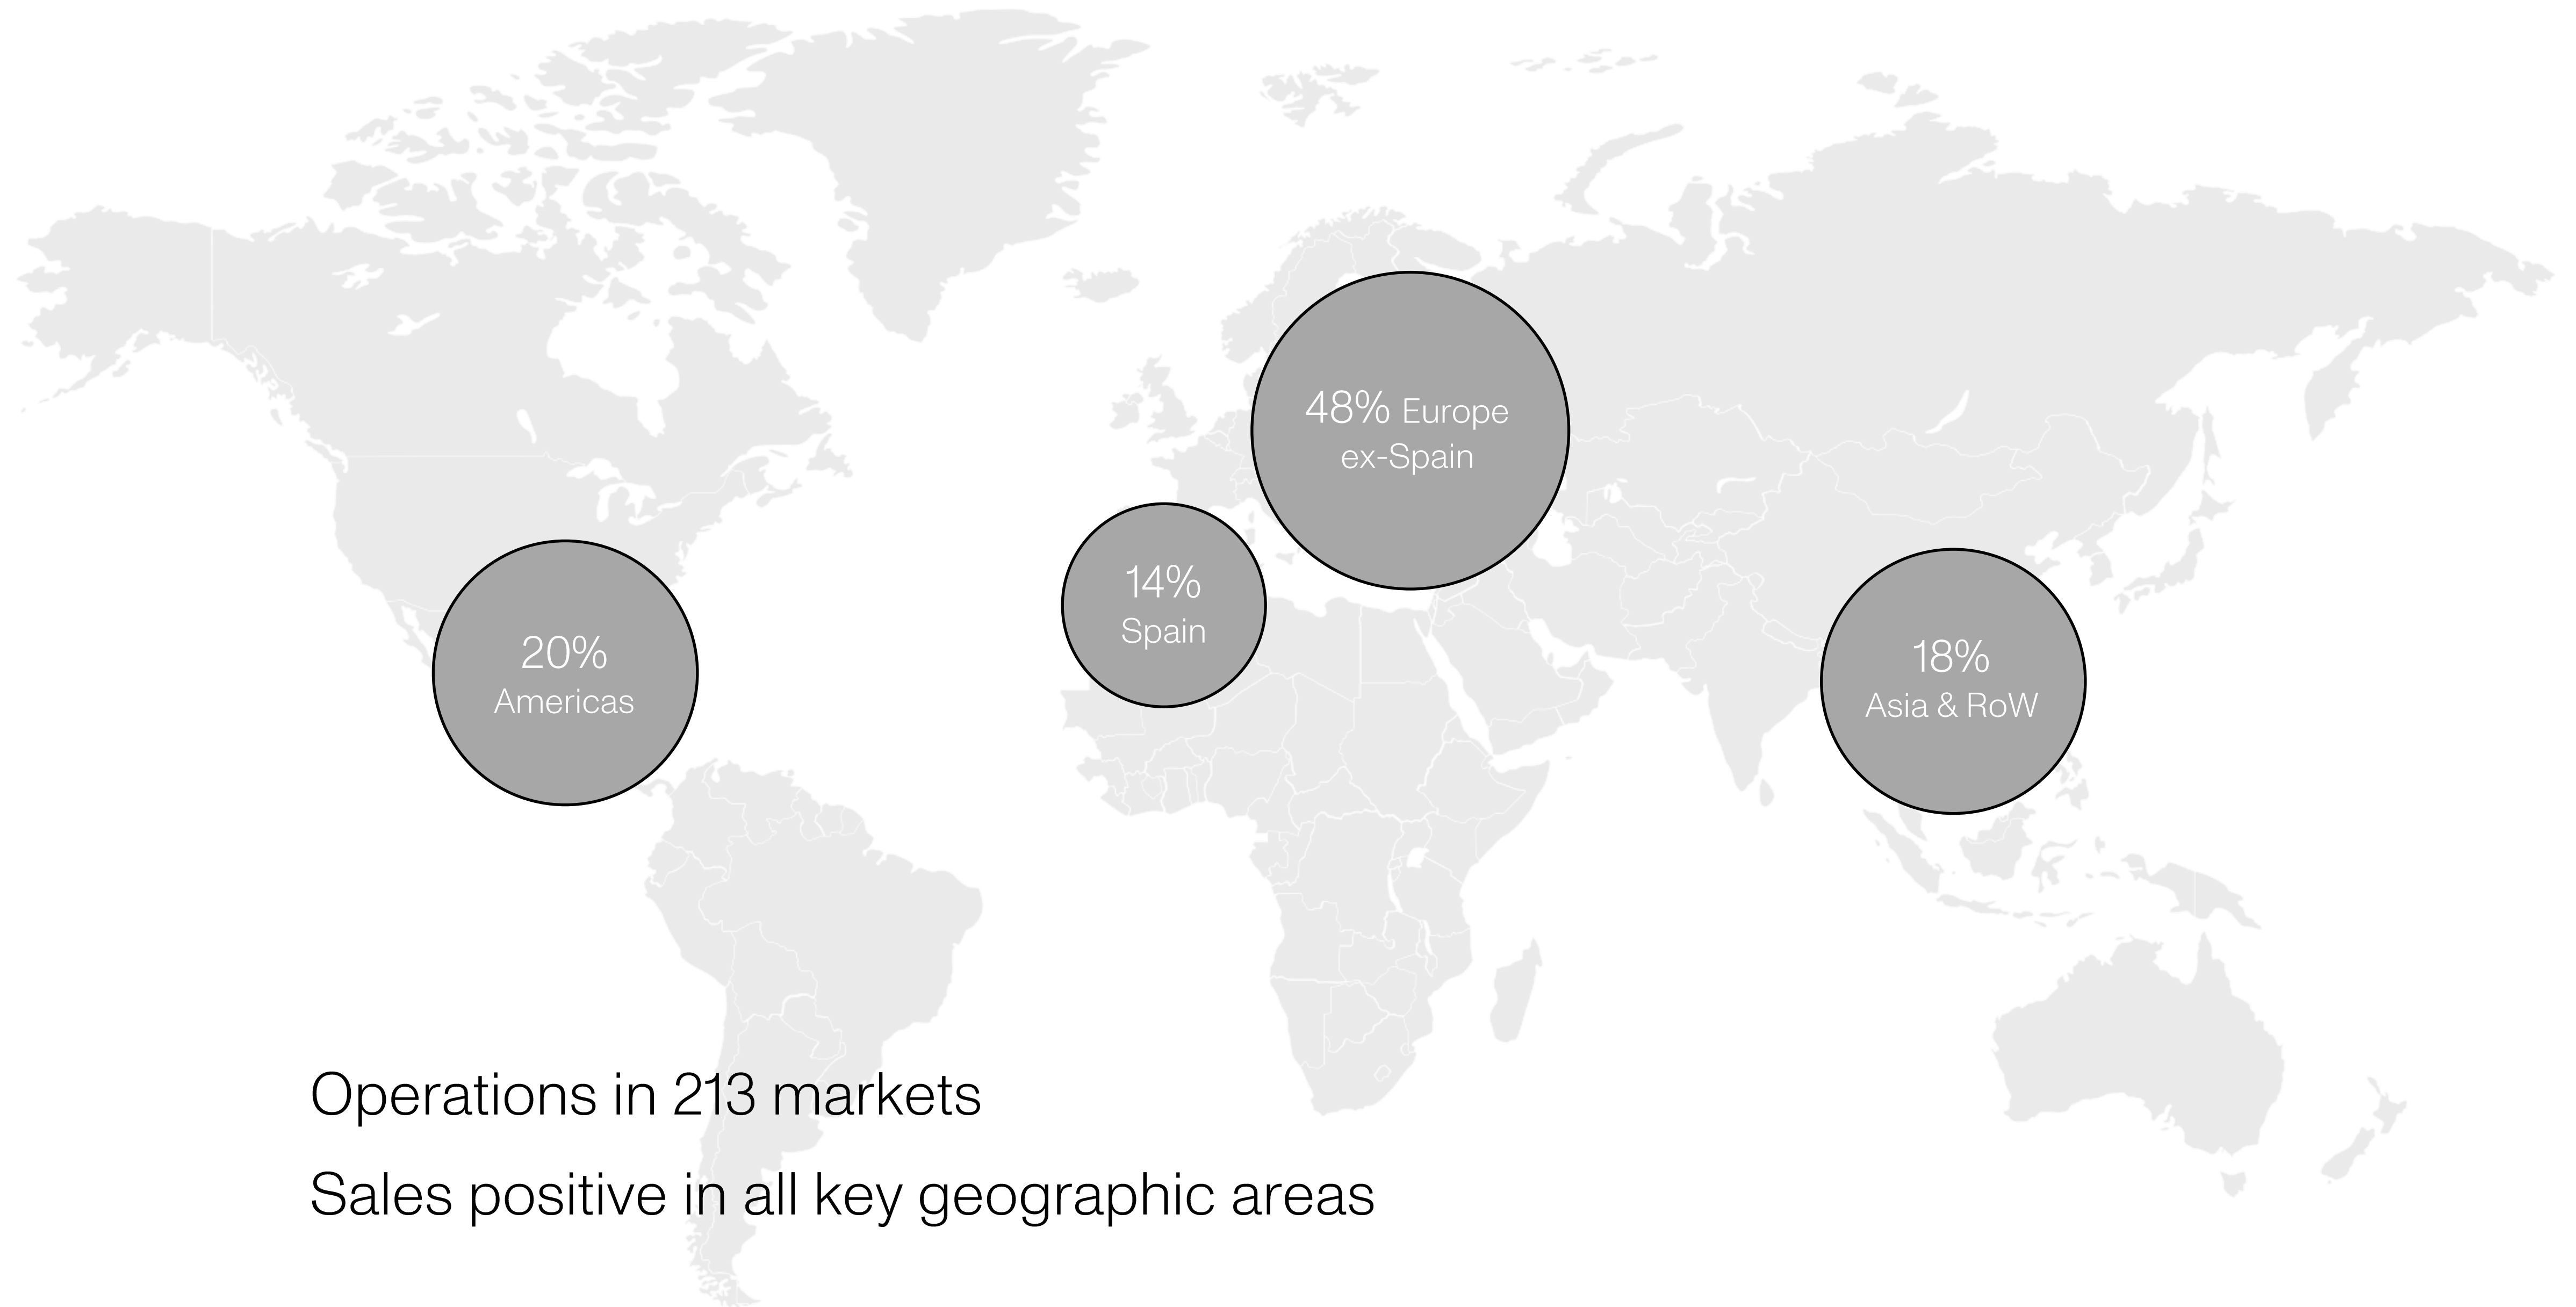 48% Europe
ex-Spain
14%
Spain
20%
Americas
18%
Asia & RoW
Operations in 213 markets
Sales positive in all key geographic areas